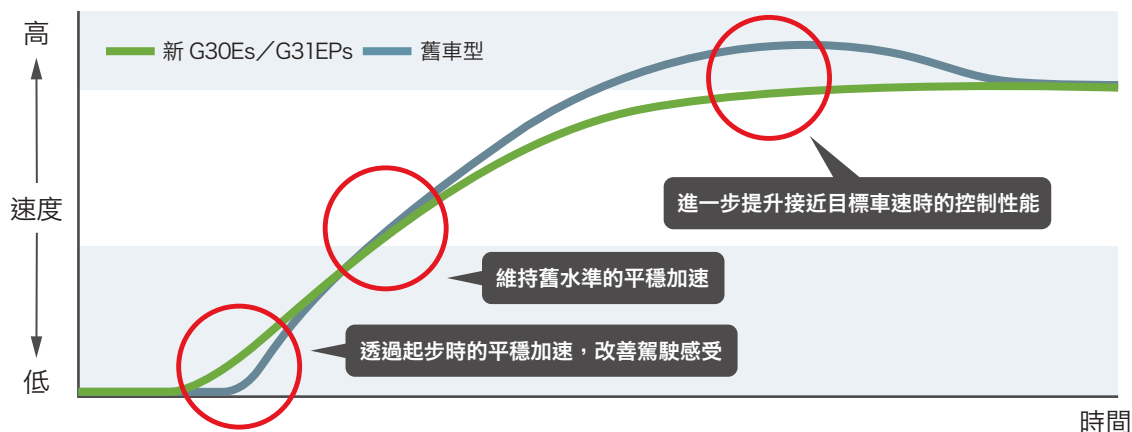 高
新 G30Es／G31EPs
舊車型
進一步提升接近目標車速時的控制性能
速度
維持舊水準的平穩加速
透過起步時的平穩加速，改善駕駛感受
低
時間